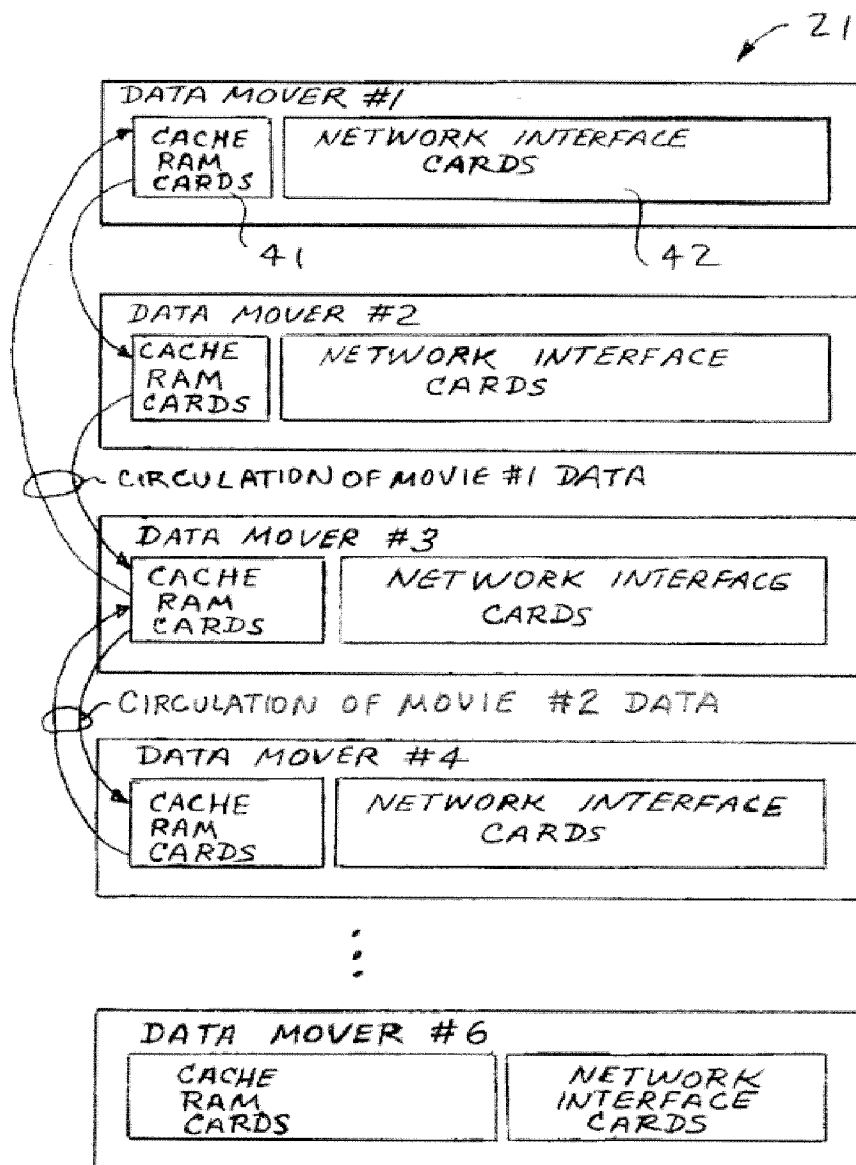 21
DATA MOVER #1
CACHE
RAM
CARDS
NETWORK INTERFACE
CARDS
41
42
DATA MOVER #2
CACHE
RAM
CARDS
NETWORK INTERFACE
CARDS
CIRCULATION OF MOVIE #1 DATA
DATA MOVER #3
CACHE
RAM
CARDS
NETWORK INTERFACE
CARDS
CIRCULATION OF MOVIE #2 DATA
DATA MOVER #4
CACHE
RAM
CARDS
NETWORK INTERFACE
CARDS
DATA MOVER #6
CACHE
RAM
CARDS
NETWORK
INTERFACE
CARDS